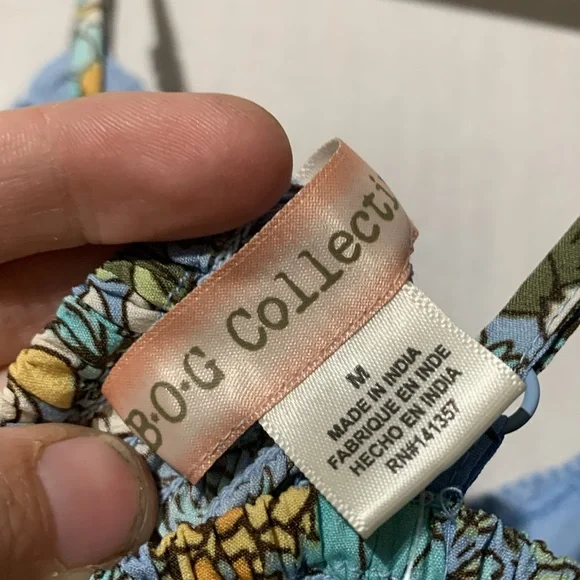 B·O·G Collecti
M
MADE IN INDIA
FABRIQUE EN INDE
HECHO EN INDIA
RN#141357